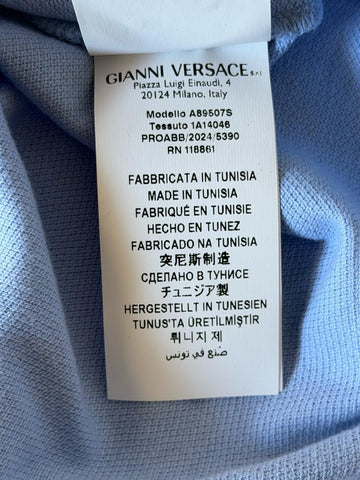 GIANNI VERSACE S.r.l.
Piazza Luigi Einaudi, 4
20124 Milano, Italy
Modello A89507S
Tessuto 1A14046
PROABB/2024/5390
RN 118861
FABBRICATA IN TUNISIA
MADE IN TUNISIA
FABRIQUÉ EN TUNISIE
HECHO EN TUNEZ
FABRICADO NA TUNÍSIA
突尼斯制造
СДЕЛАНО В ТУНИСЕ
チュニジア製
HERGESTELLT IN TUNESIEN
TUNUS'TA ÜRETİLMİŞTİR
튀니지 제
صنع في تونس